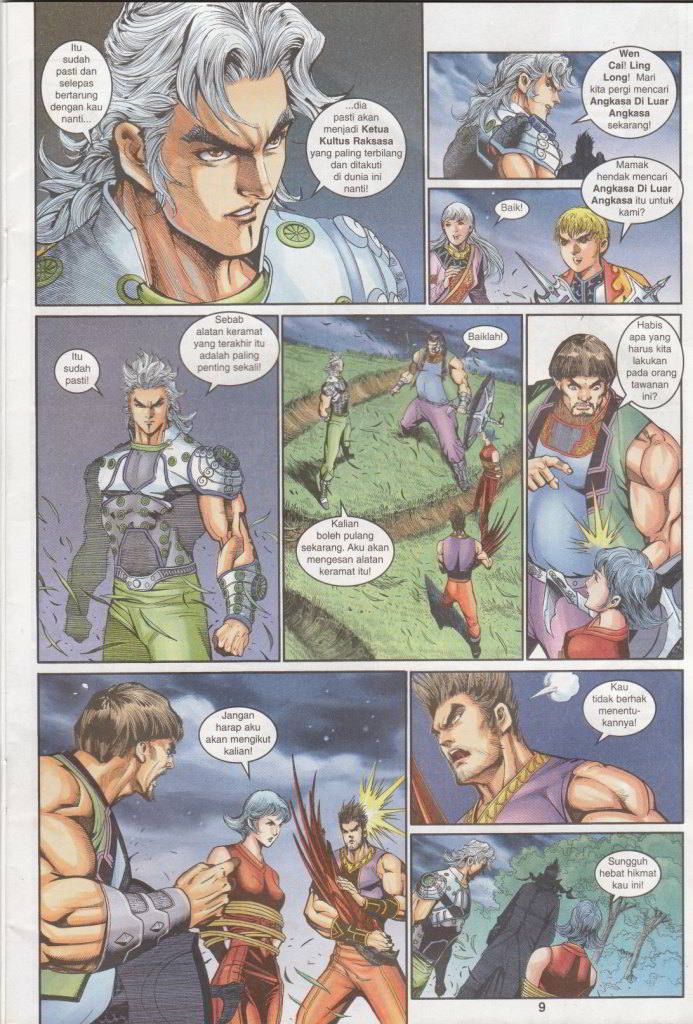 Itu
sudah
pasti dan
selepas
bertarung
dengan kau
nanti...
...dia
pasti akan
menjadi Ketua
Kultus Raksasa
yang paling terbilang
dan ditakuti
di dunia ini
nanti!
Wen
Cai! Ling
Long! Mari
kita pergi mencari
Angkasa Di Luar
Angkasa
sekarang!
Baik!
Mamak
hendak mencari
Angkasa Di Luar
Angkasa itu untuk
kami?
Itu
sudah
pasti!
Sebab
alatan keramat
yang terakhir itu
adalah paling
penting sekali!
Baiklah!
Kalian
boleh pulang
sekarang. Aku akan
mengesan alatan
keramat itu!
Habis
apa yang
harus kita
lakukan
pada orang
tawanan
ini?
Jangan
harap aku
akan mengikut
kalian!
Kau
tidak berhak
menentu-
kannya!
Sungguh
hebat hikmat
kau ini!
9